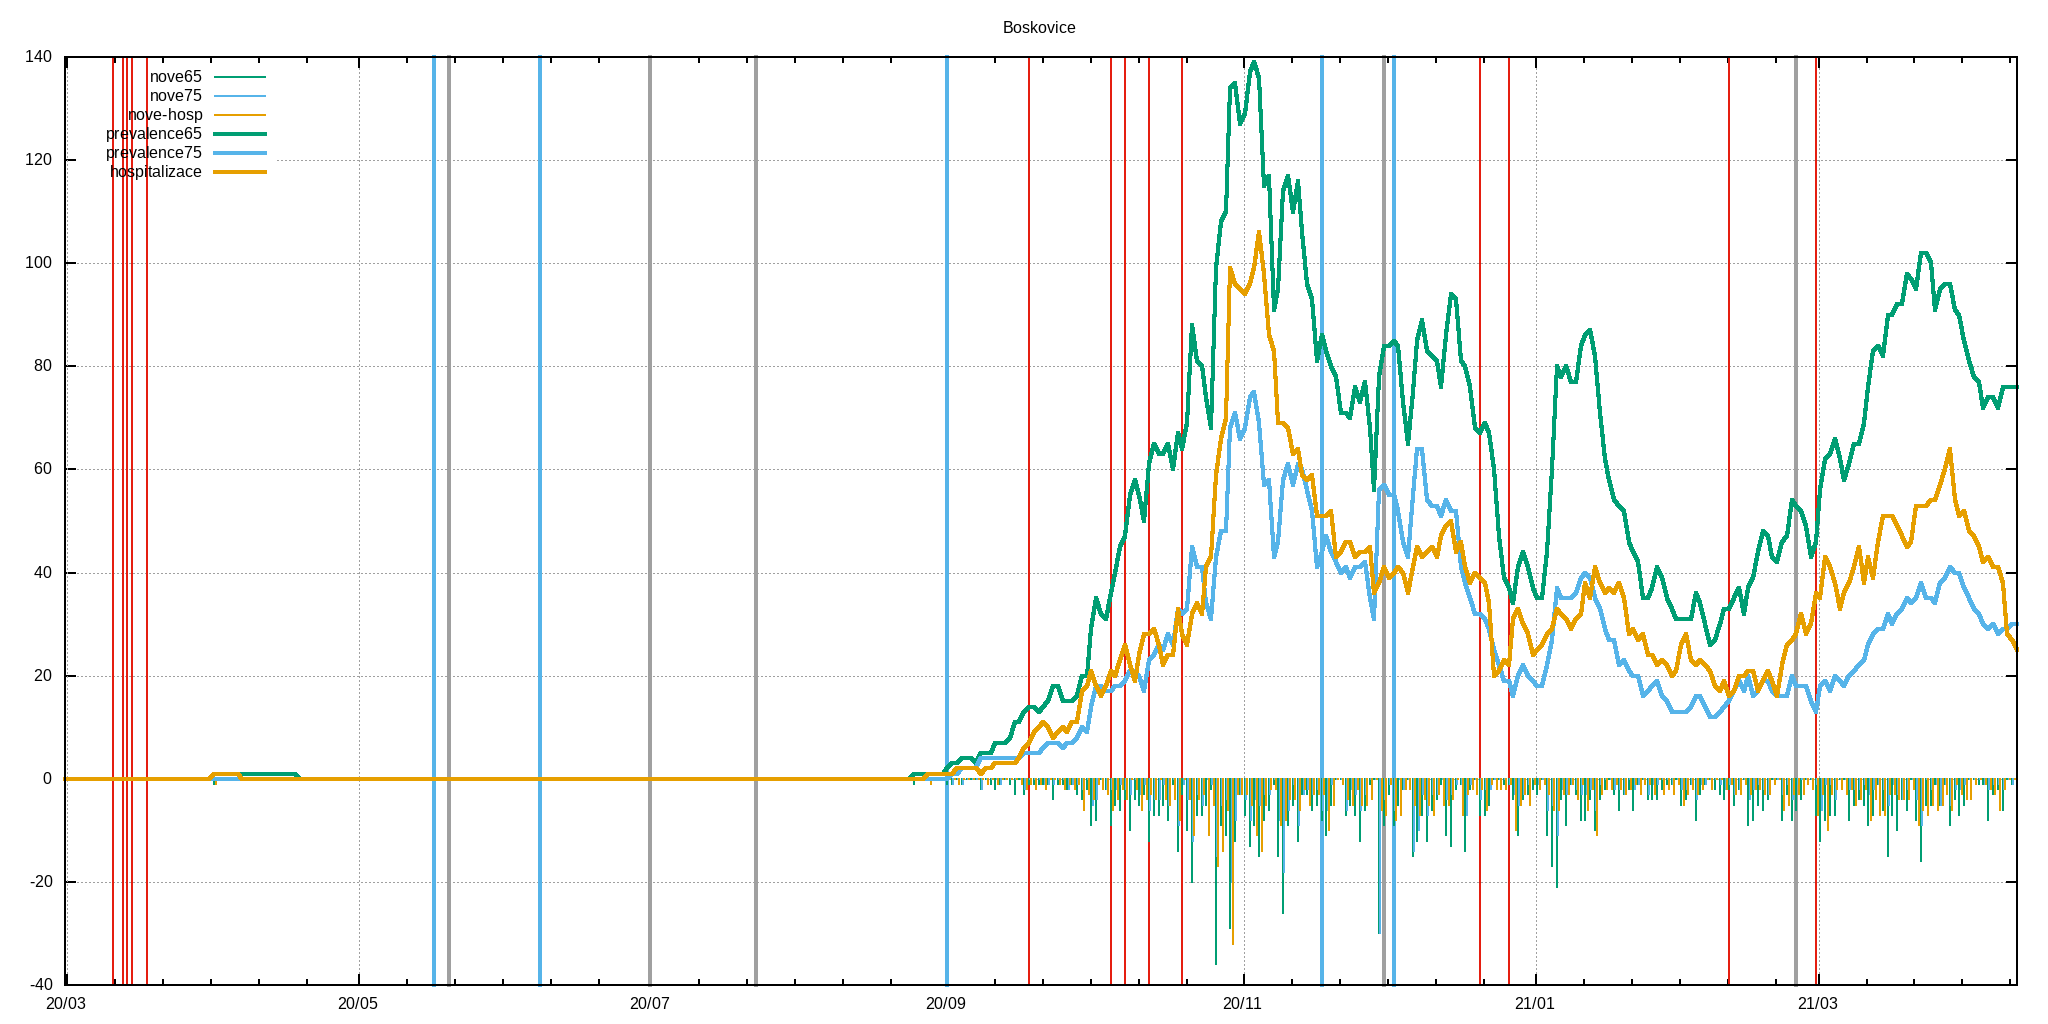 Boskovice
140
120
100
80
60
40
20
0
-20
-40
nove65
nove75
nove-hosp
prevalence65
prevalence75
hospitalizace
20/03 20/05 20/07 20/09 20/11 21/01 21/03